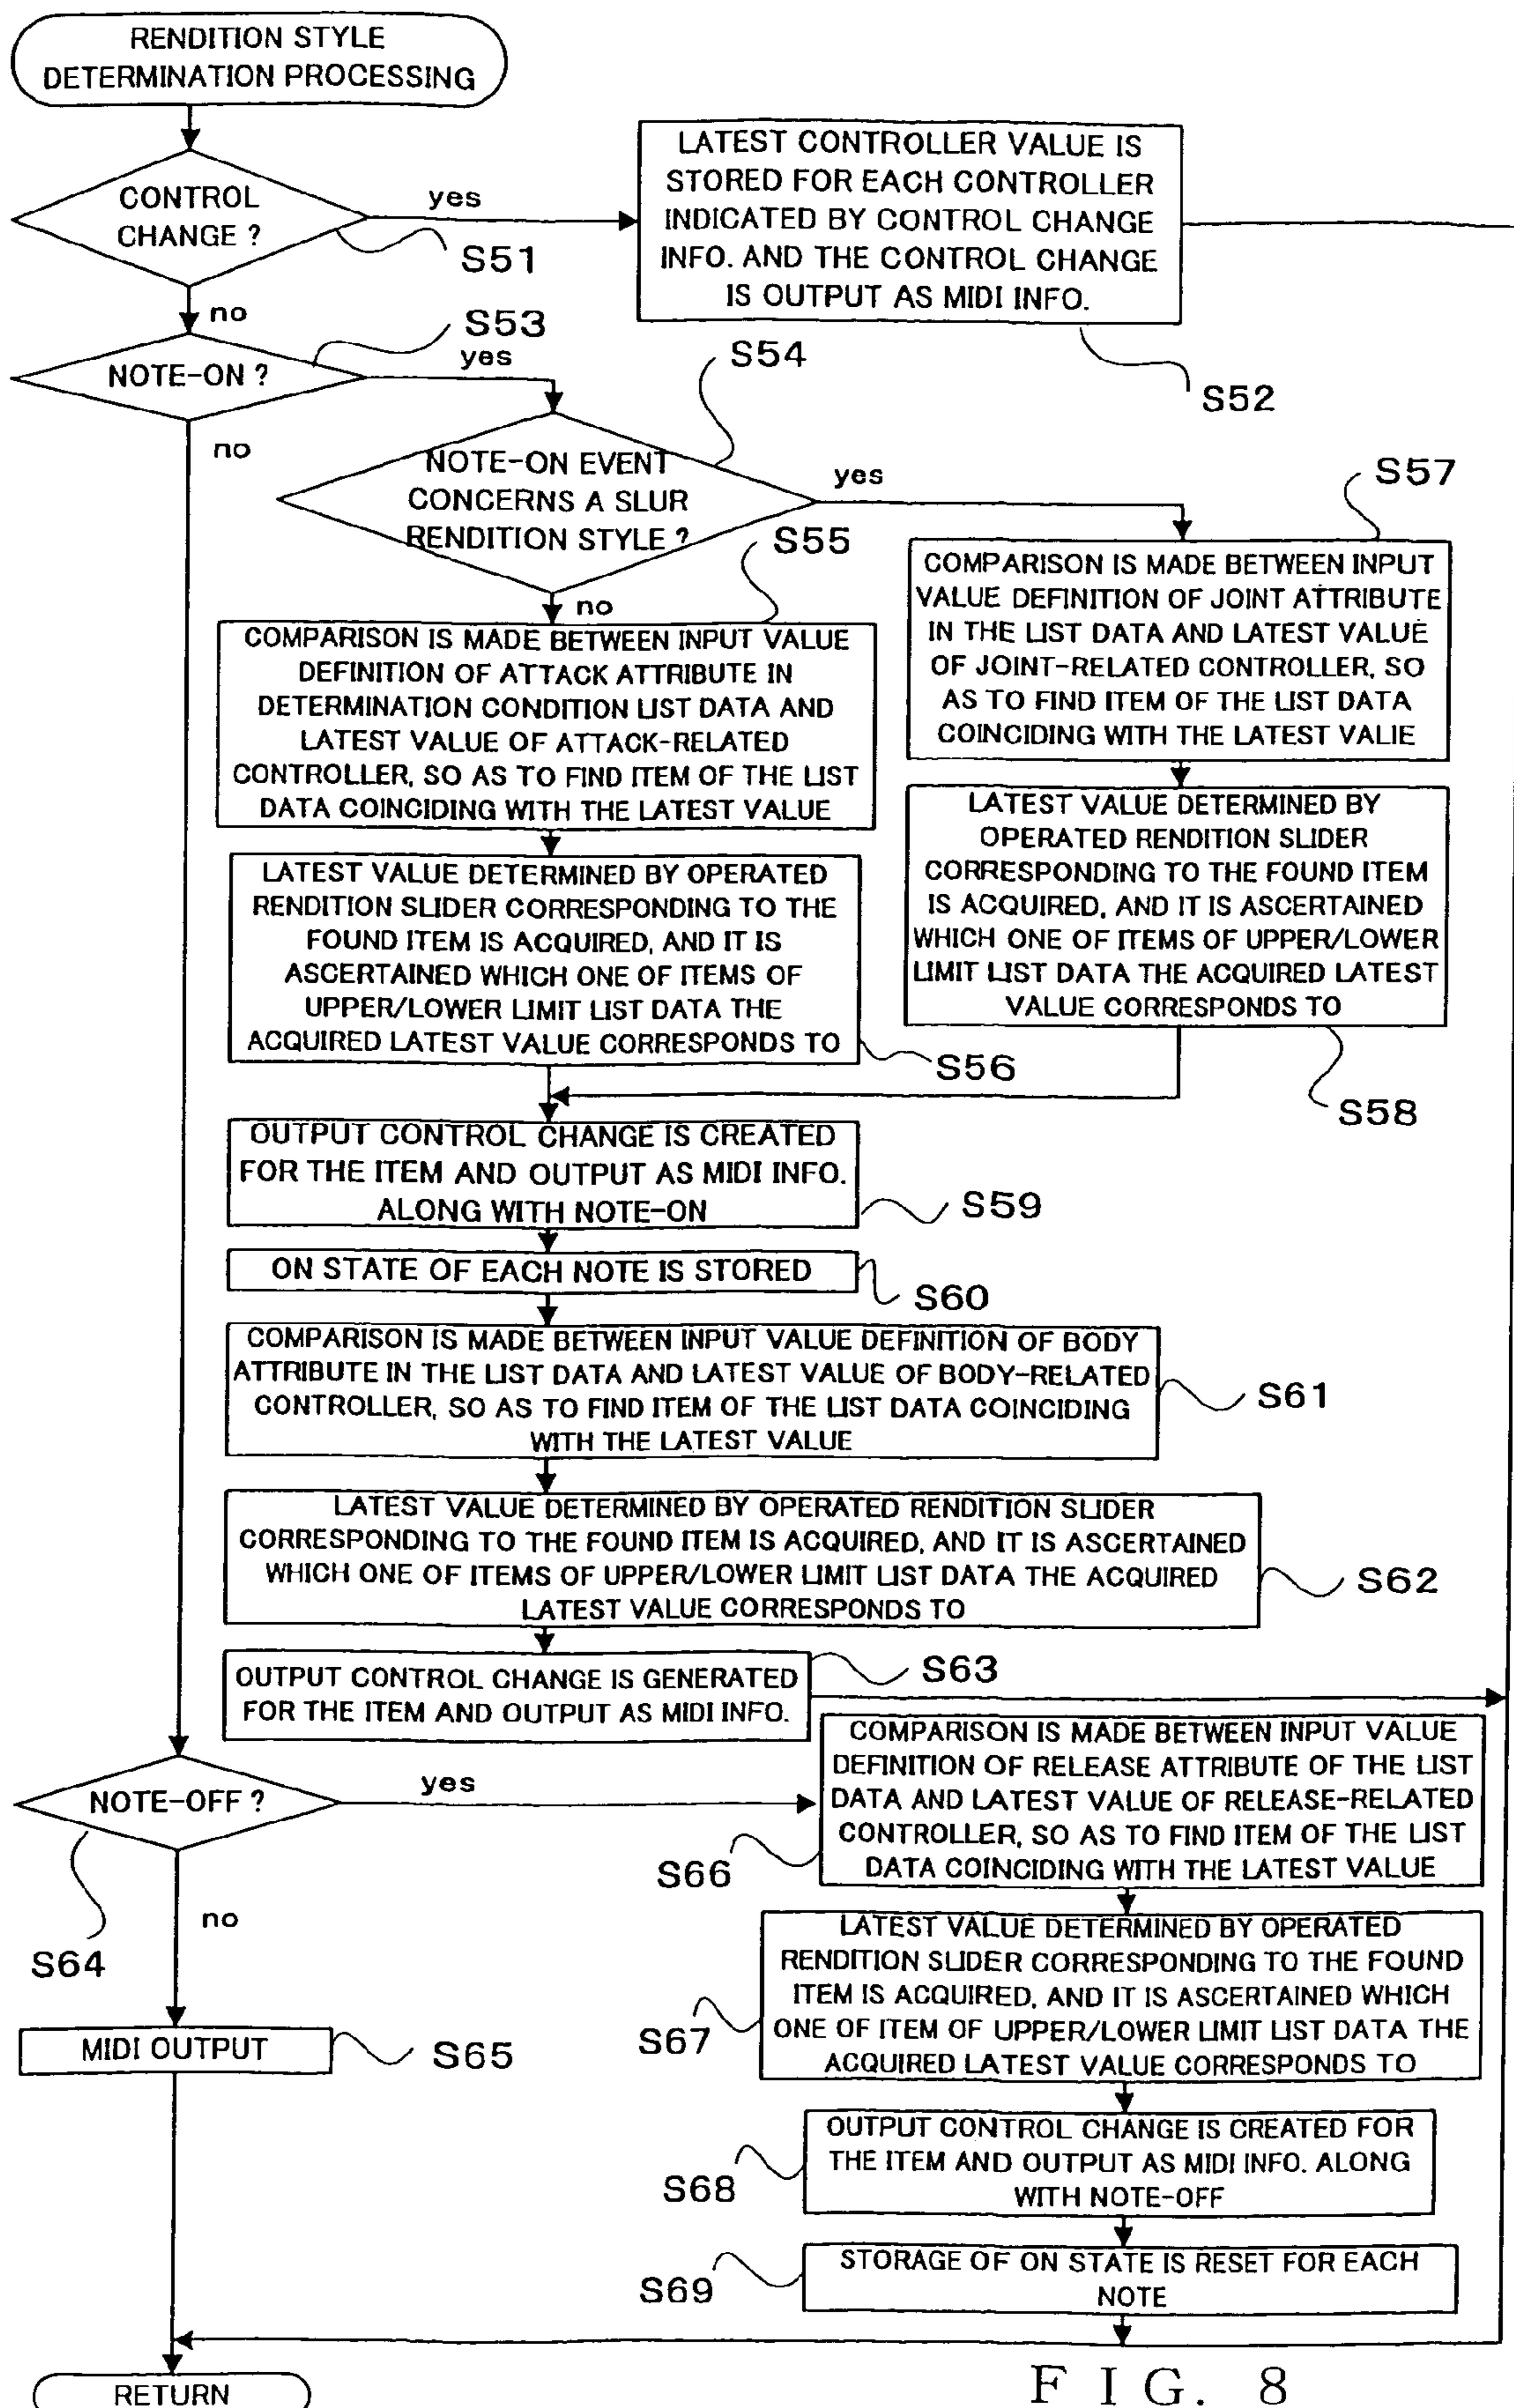 RENDITION STYLE
DETERMINATION PROCESSING
CONTROL
CHANGE ?
yes
S51
no
LATEST CONTROLLER VALUE IS
STORED FOR EACH CONTROLLER
INDICATED BY CONTROL CHANGE
INFO. AND THE CONTROL CHANGE
IS OUTPUT AS MIDI INFO.
S52
S53
NOTE-ON ?
yes
no
S54
NOTE-ON EVENT
CONCERNS A SLUR
RENDITION STYLE ?
yes
no
S55
COMPARISON IS MADE BETWEEN INPUT VALUE
DEFINITION OF ATTACK ATTRIBUTE IN
DETERMINATION CONDITION LIST DATA AND
LATEST VALUE OF ATTACK-RELATED
CONTROLLER, SO AS TO FIND ITEM OF THE LIST
DATA COINCIDING WITH THE LATEST VALUE
LATEST VALUE DETERMINED BY OPERATED
RENDITION SLIDER CORRESPONDING TO THE
FOUND ITEM IS ACQUIRED, AND IT IS
ASCERTAINED WHICH ONE OF ITEMS OF
UPPER/LOWER LIMIT LIST DATA THE
ACQUIRED LATEST VALUE CORRESPONDS TO
S56
S57
COMPARISON IS MADE BETWEEN INPUT
VALUE DEFINITION OF JOINT ATTRIBUTE
IN THE LIST DATA AND LATEST VALUE
OF JOINT-RELATED CONTROLLER, SO
AS TO FIND ITEM OF THE LIST DATA
COINCIDING WITH THE LATEST VALIE
LATEST VALUE DETERMINED BY
OPERATED RENDITION SLIDER
CORRESPONDING TO THE FOUND ITEM
IS ACQUIRED, AND IT IS ASCERTAINED
WHICH ONE OF ITEMS OF UPPER/LOWER
LIMIT LIST DATA THE ACQUIRED LATEST
VALUE CORRESPONDS TO
S58
OUTPUT CONTROL CHANGE IS CREATED
FOR THE ITEM AND OUTPUT AS MIDI INFO.
ALONG WITH NOTE-ON
S59
ON STATE OF EACH NOTE IS STORED
S60
COMPARISON IS MADE BETWEEN INPUT VALUE DEFINITION OF BODY
ATTRIBUTE IN THE LIST DATA AND LATEST VALUE OF BODY-RELATED
CONTROLLER, SO AS TO FIND ITEM OF THE LIST DATA COINCIDING
WITH THE LATEST VALUE
S61
LATEST VALUE DETERMINED BY OPERATED RENDITION SLIDER
CORRESPONDING TO THE FOUND ITEM IS ACQUIRED, AND IT IS ASCERTAINED
WHICH ONE OF ITEMS OF UPPER/LOWER LIMIT LIST DATA THE ACQUIRED
LATEST VALUE CORRESPONDS TO
S62
OUTPUT CONTROL CHANGE IS GENERATED
FOR THE ITEM AND OUTPUT AS MIDI INFO.
S63
NOTE-OFF ?
yes
S64
no
MIDI OUTPUT
S65
COMPARISON IS MADE BETWEEN INPUT VALUE
DEFINITION OF RELEASE ATTRIBUTE OF THE LIST
DATA AND LATEST VALUE OF RELEASE-RELATED
CONTROLLER, SO AS TO FIND ITEM OF THE LIST
DATA COINCIDING WITH THE LATEST VALUE
S66
LATEST VALUE DETERMINED BY OPERATED
RENDITION SLIDER CORRESPONDING TO THE FOUND
ITEM IS ACQUIRED, AND IT IS ASCERTAINED WHICH
ONE OF ITEM OF UPPER/LOWER LIMIT LIST DATA THE
ACQUIRED LATEST VALUE CORRESPONDS TO
S67
OUTPUT CONTROL CHANGE IS CREATED FOR
THE ITEM AND OUTPUT AS MIDI INFO. ALONG
WITH NOTE-OFF
S68
STORAGE OF ON STATE IS RESET FOR EACH
NOTE
S69
RETURN
FIG. 8